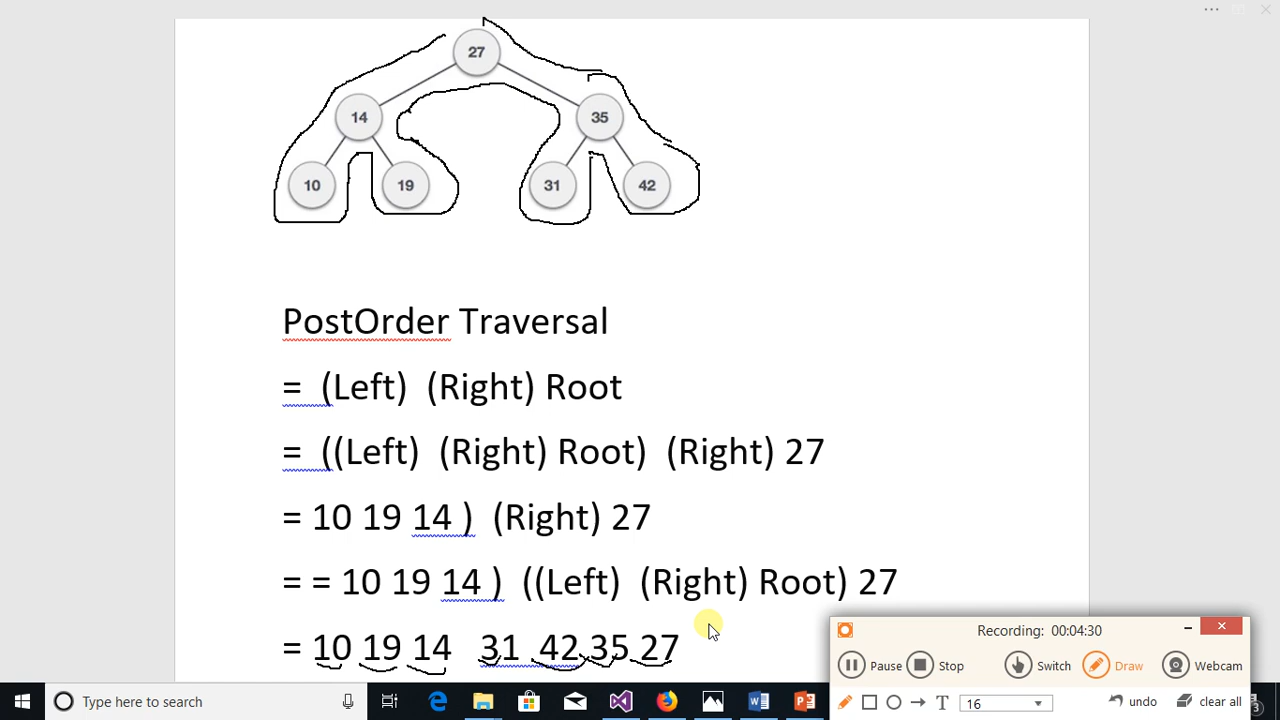 27
14 35
10 19 31 42
PostOrder Traversal
= (Left) (Right) Root
= ((Left) (Right) Root) (Right) 27
= 10 19 14 ) (Right) 27
= = 10 19 14 ) ((Left) (Right) Root) 27
= 10 19 14 31 42 35 27
Recording: 00:04:30
Pause Stop Switch Draw Webcam
T 16 undo clear all
Type here to search
3